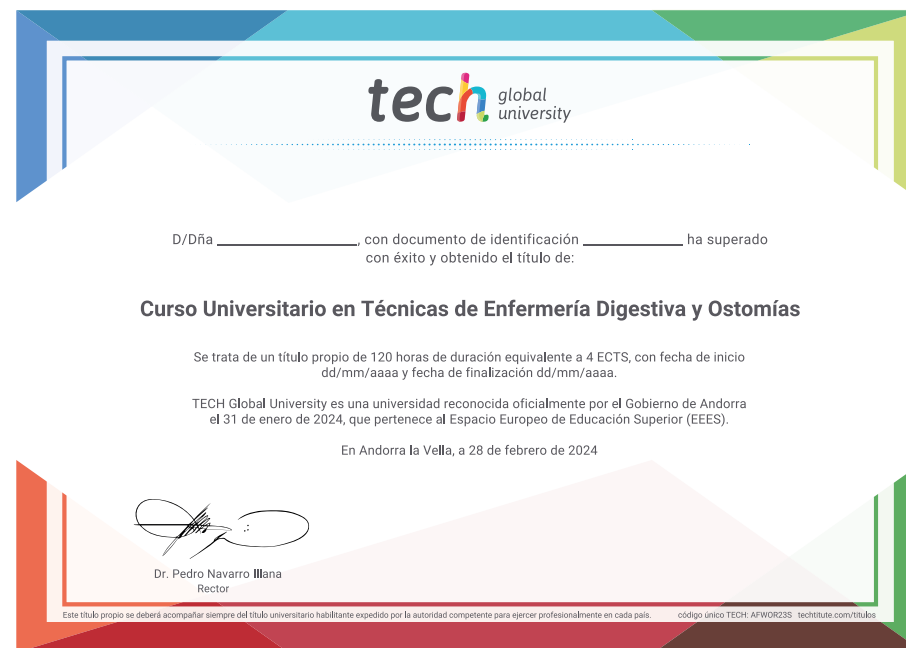 tech global university
D/Dña ____________, con documento de identificación ____________ ha superado
con éxito y obtenido el título de:
Curso Universitario en Técnicas de Enfermería Digestiva y Ostomías
Se trata de un título propio de 120 horas de duración equivalente a 4 ECTS, con fecha de inicio
dd/mm/aaaa y fecha de finalización dd/mm/aaaa.
TECH Global University es una universidad reconocida oficialmente por el Gobierno de Andorra
el 31 de enero de 2024, que pertenece al Espacio Europeo de Educación Superior (EEES).
En Andorra la Vella, a 28 de febrero de 2024
Dr. Pedro Navarro Illana
Rector
Este título propio se deberá acompañar siempre del título universitario habilitante expedido por la autoridad competente para ejercer profesionalmente en cada país. código único TECH: AFWOR23S techtitute.com/titulos